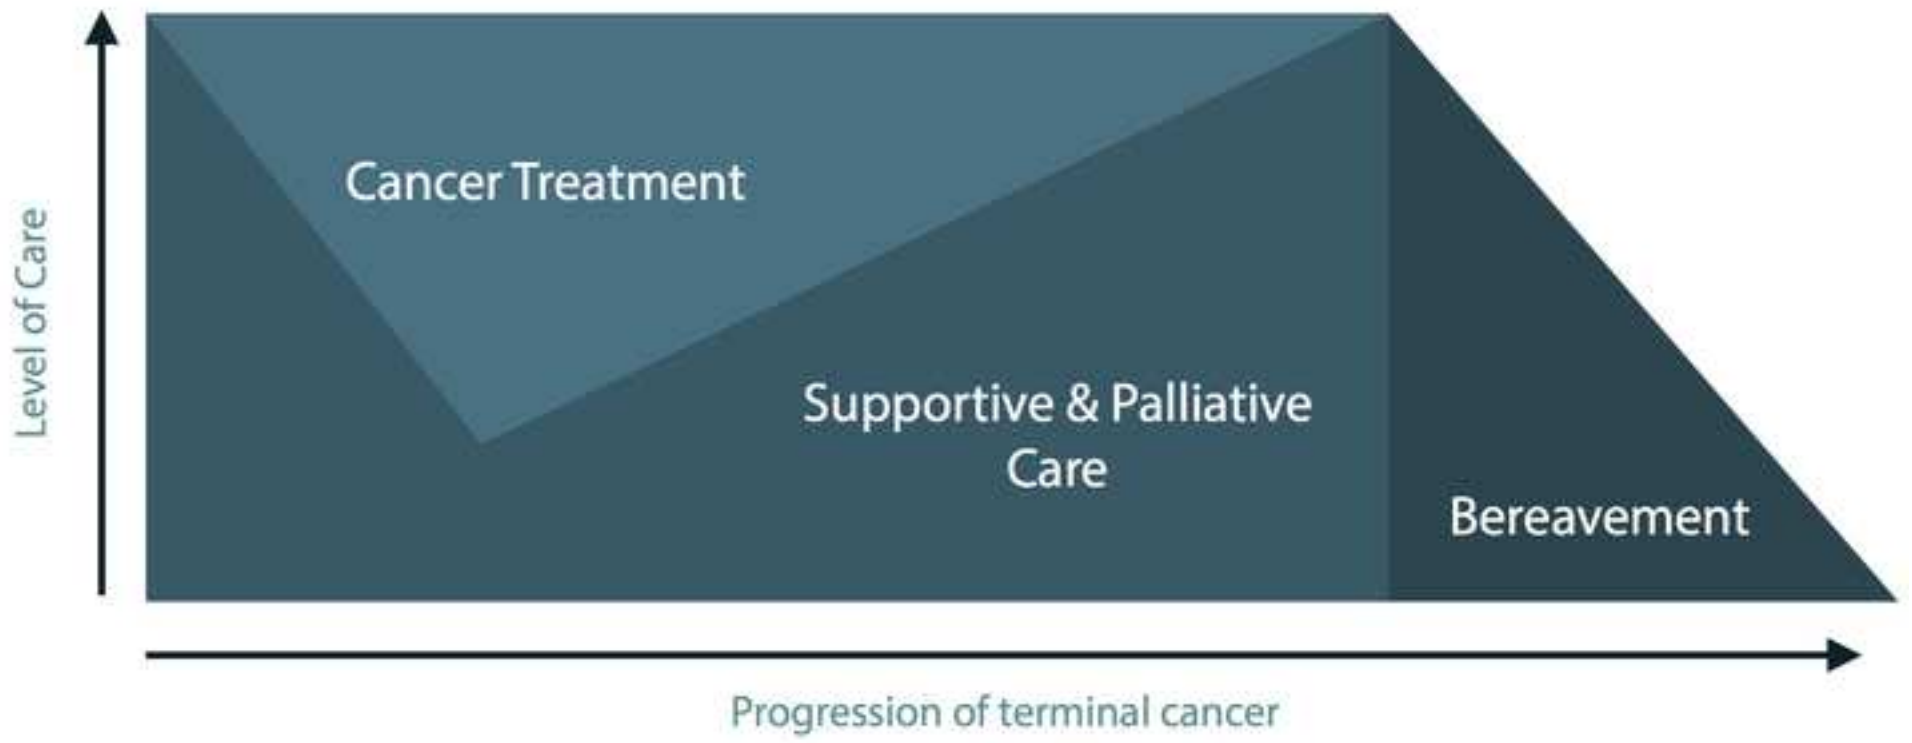 Cancer Treatment
Level of Care
Supportive & Palliative
Care
Bereavement
Progression of terminal cancer